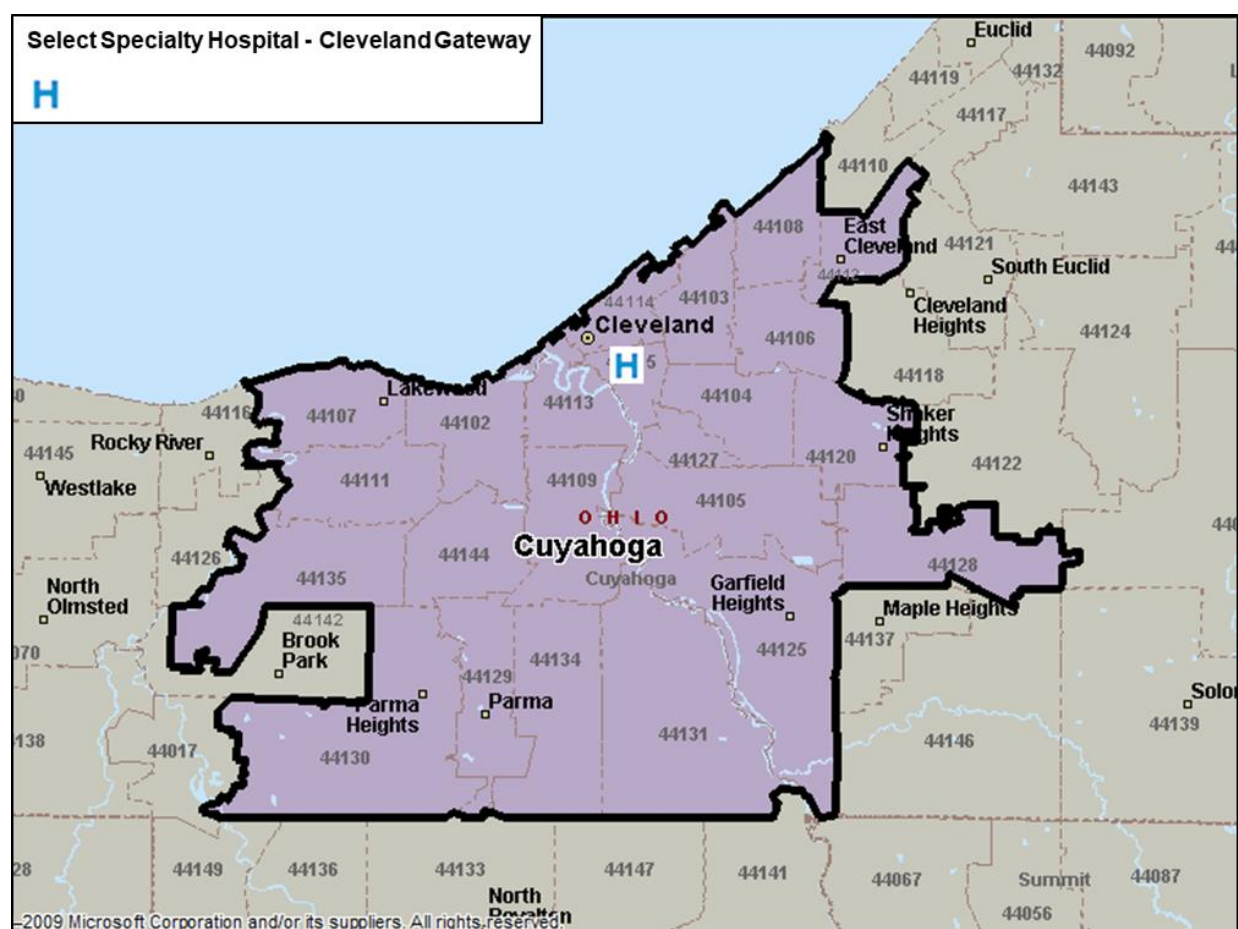 Select Specialty Hospital - Cleveland Gateway
H
Euclid
44092
44119
44132
44117
44110
44143
44108
East
Cleveland
44121
44112
South Euclid
44103
44114
Cleveland
Cleveland
Heights
44124
44106
H
44118
44104
44113
Lakewood
44107
44102
44116
Shaker
Heights
Rocky River
44145
Westlake
44127
44120
44122
44111
44109
44105
O H I O
Cuyahoga
44126
44144
44128
44135
Cuyahoga
North
Olmsted
Garfield
Heights
Maple Heights
44142
44137
Brook
Park
44134
44125
44129
Parma
Heights
Parma
44139
44131
44146
44017
44130
44149
44136
44133
44147
44141
44067
Summit
44087
44056
North
Royalton
2009 Microsoft Corporation and/or its suppliers. All rights reserved.